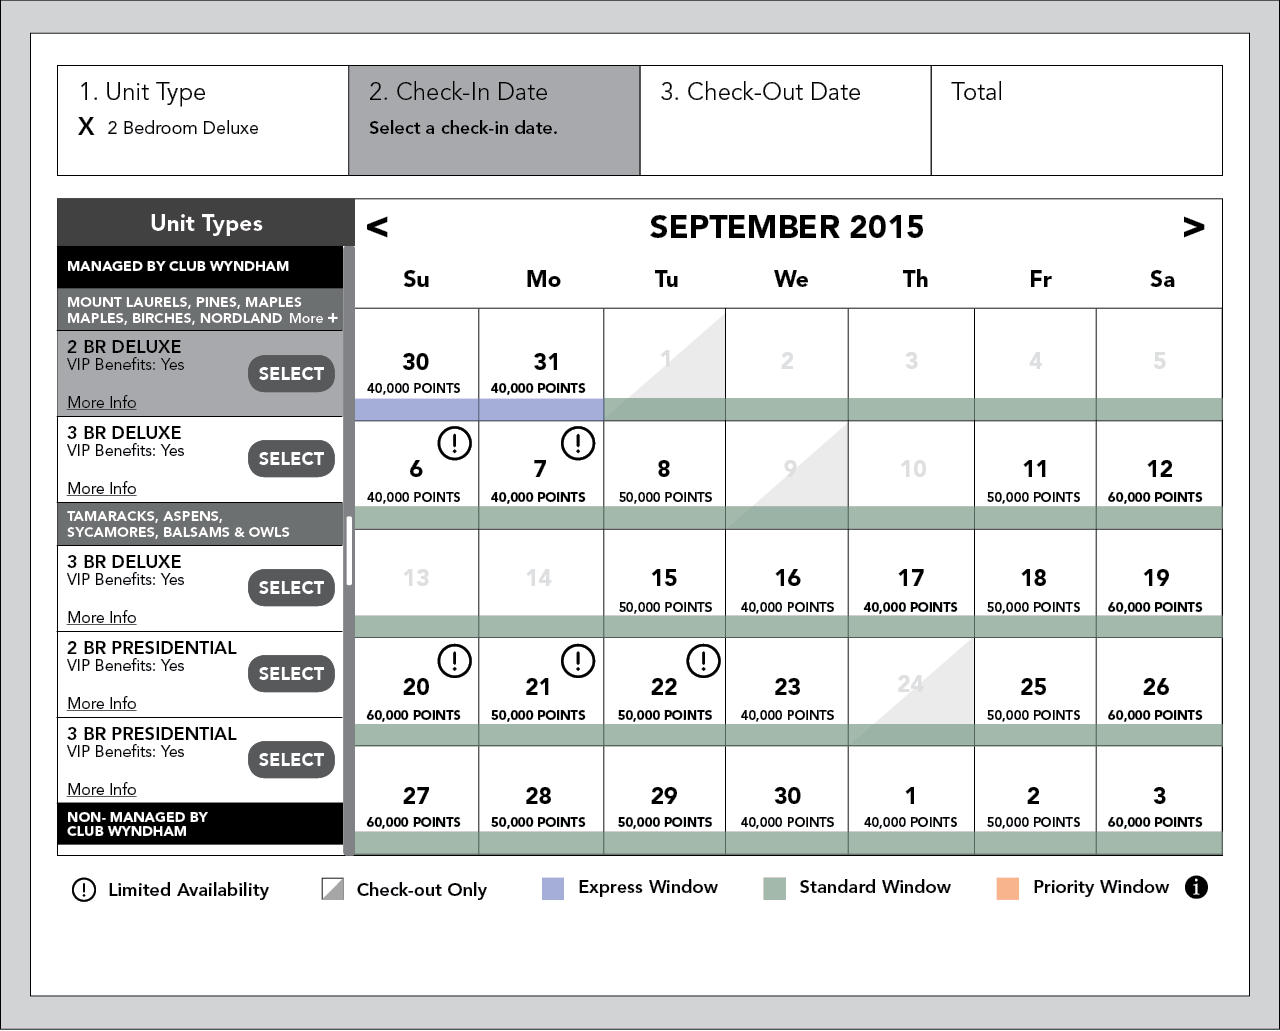 1. Unit Type
X 2 Bedroom Deluxe
2. Check-In Date
Select a check-in date.
3. Check-Out Date
Total
Unit Types
MANAGED BY CLUB WYNDHAM
MOUNT LAURELS, PINES, MAPLES
MAPLES, BIRCHES, NORDLAND More +
2 BR DELUXE
VIP Benefits: Yes
SELECT
More Info
3 BR DELUXE
VIP Benefits: Yes
SELECT
More Info
TAMARACKS, ASPENS,
SYCAMORES, BALSAMS & OWLS
3 BR DELUXE
VIP Benefits: Yes
SELECT
More Info
2 BR PRESIDENTIAL
VIP Benefits: Yes
SELECT
More Info
3 BR PRESIDENTIAL
VIP Benefits: Yes
SELECT
More Info
NON- MANAGED BY
CLUB WYNDHAM
< SEPTEMBER 2015 >
Su Mo Tu We Th Fr Sa
30 31 1 2 3 4 5
40,000 POINTS 40,000 POINTS
! !
6 7 8 9 10 11 12
40,000 POINTS 40,000 POINTS 50,000 POINTS 50,000 POINTS 60,000 POINTS
13 14 15 16 17 18 19
50,000 POINTS 40,000 POINTS 40,000 POINTS 50,000 POINTS 60,000 POINTS
! ! !
20 21 22 23 24 25 26
60,000 POINTS 50,000 POINTS 50,000 POINTS 40,000 POINTS 50,000 POINTS 60,000 POINTS
27 28 29 30 1 2 3
60,000 POINTS 50,000 POINTS 50,000 POINTS 40,000 POINTS 40,000 POINTS 50,000 POINTS 60,000 POINTS
! Limited Availability Check-out Only Express Window Standard Window Priority Window i